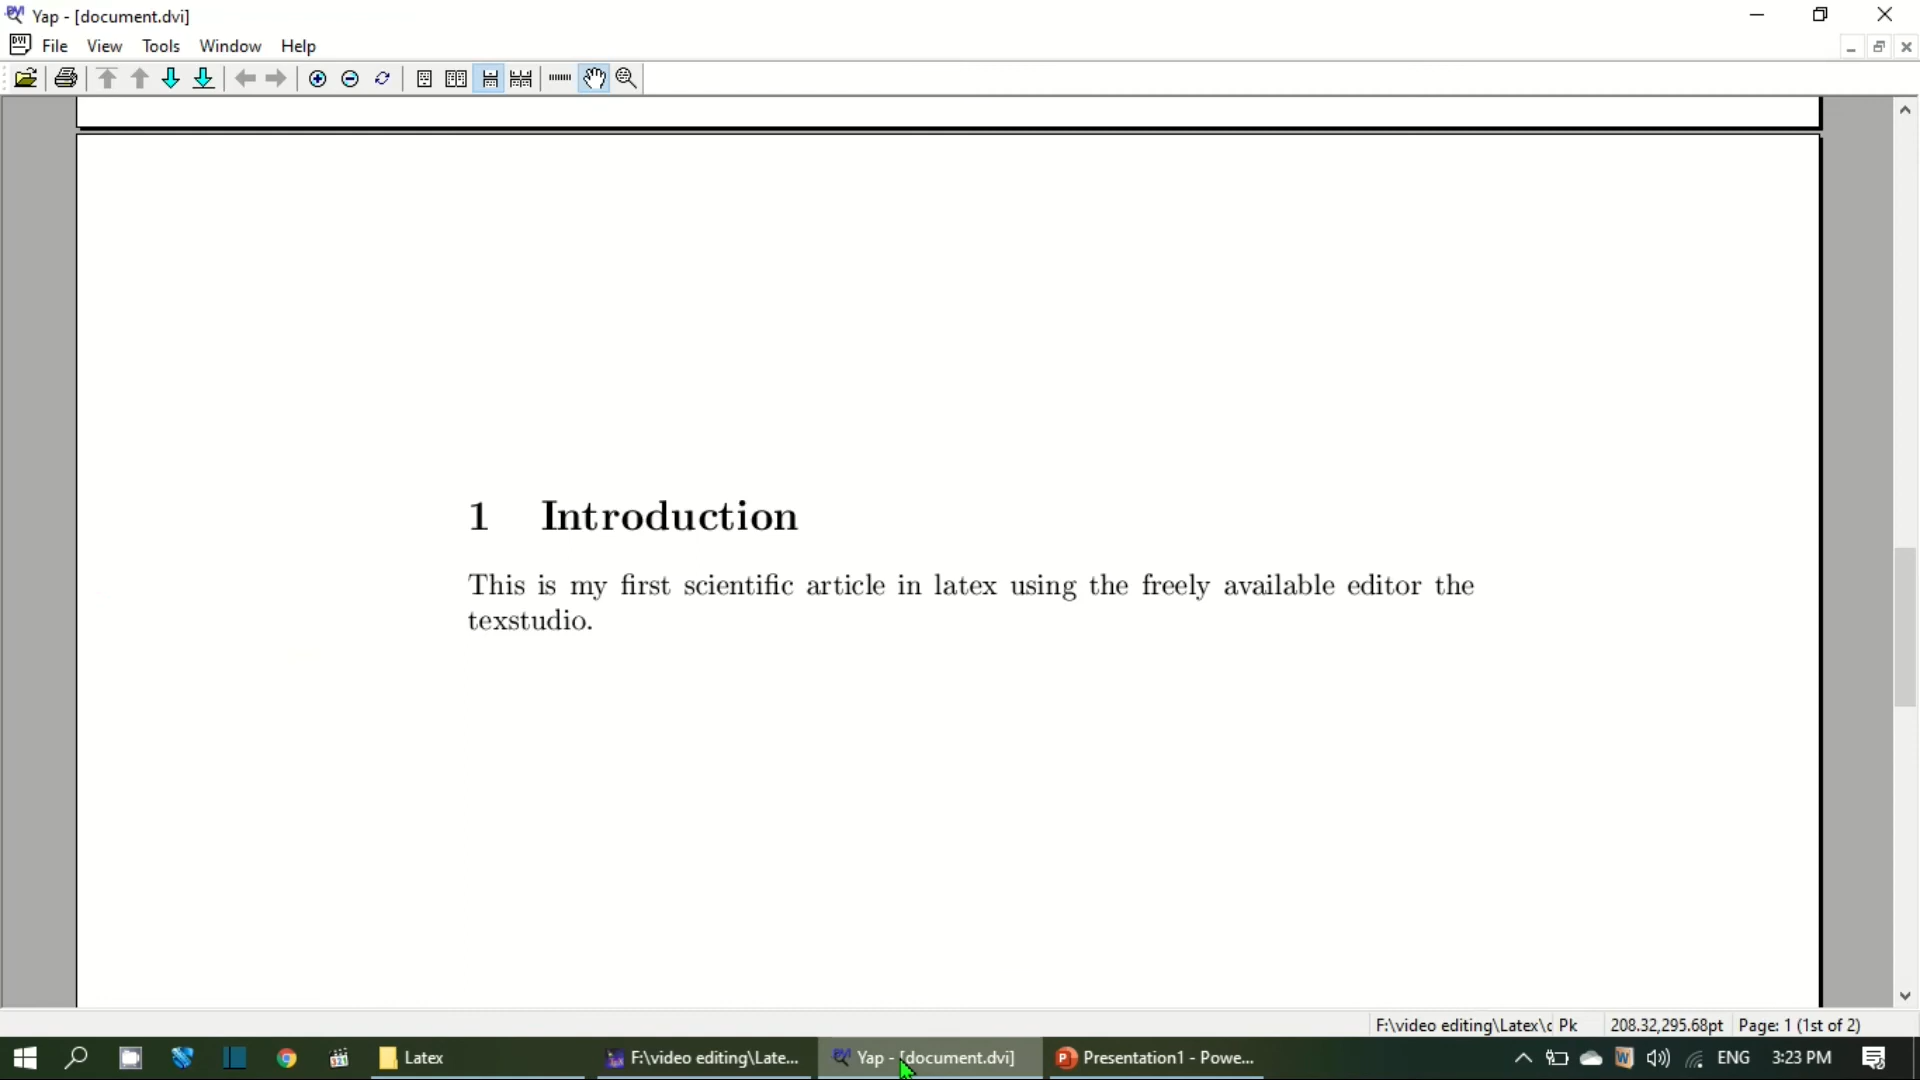 Yap - [document.dvi]
File View Tools Window Help
1 Introduction
This is my first scientific article in latex using the freely available editor the
texstudio.
F:\video editing\Latex\c Pk 208.32,295.68pt Page: 1 (1st of 2)
Latex F:\video editing\Late... Yap - [document.dvi] Presentation1 - Powe... ENG 3:23 PM